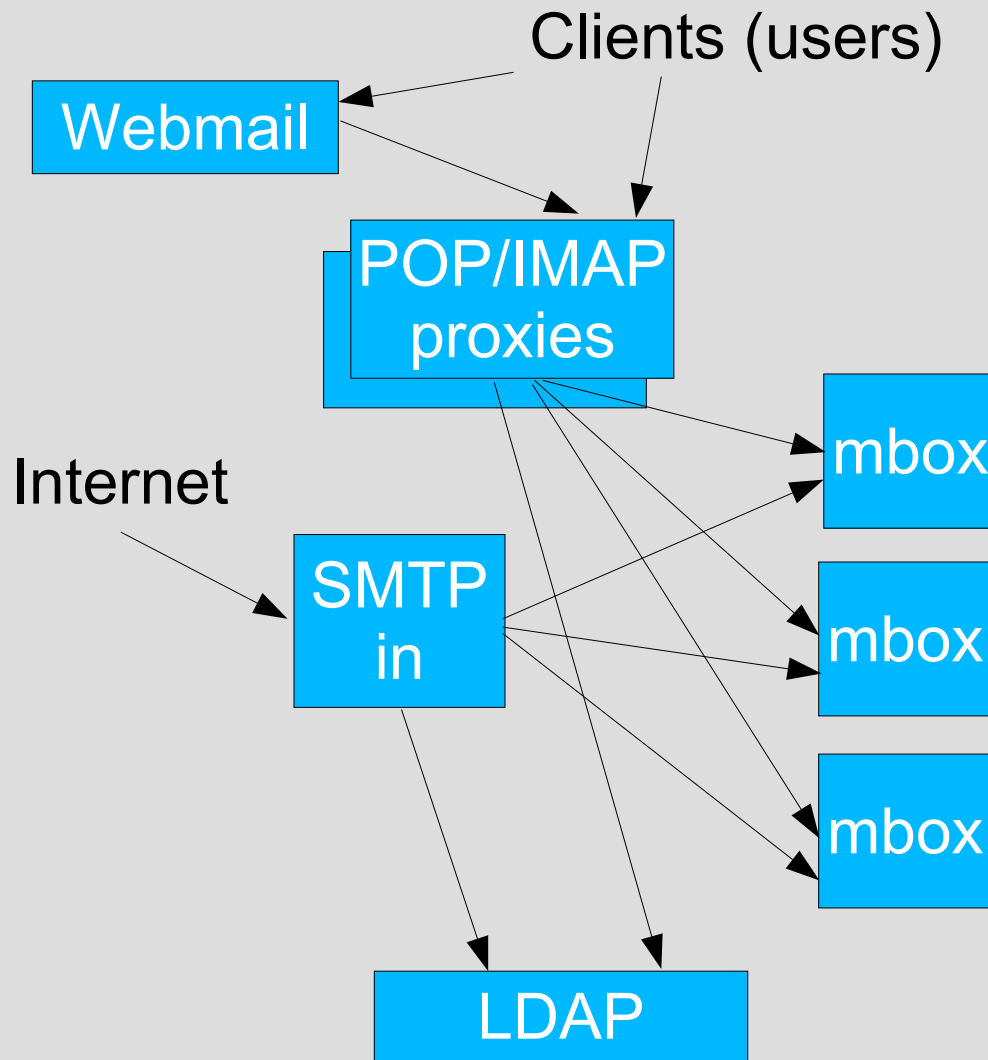 Clients (users)
Webmail
POP/IMAP
proxies
mbox
Internet
SMTP
in
mbox
mbox
LDAP